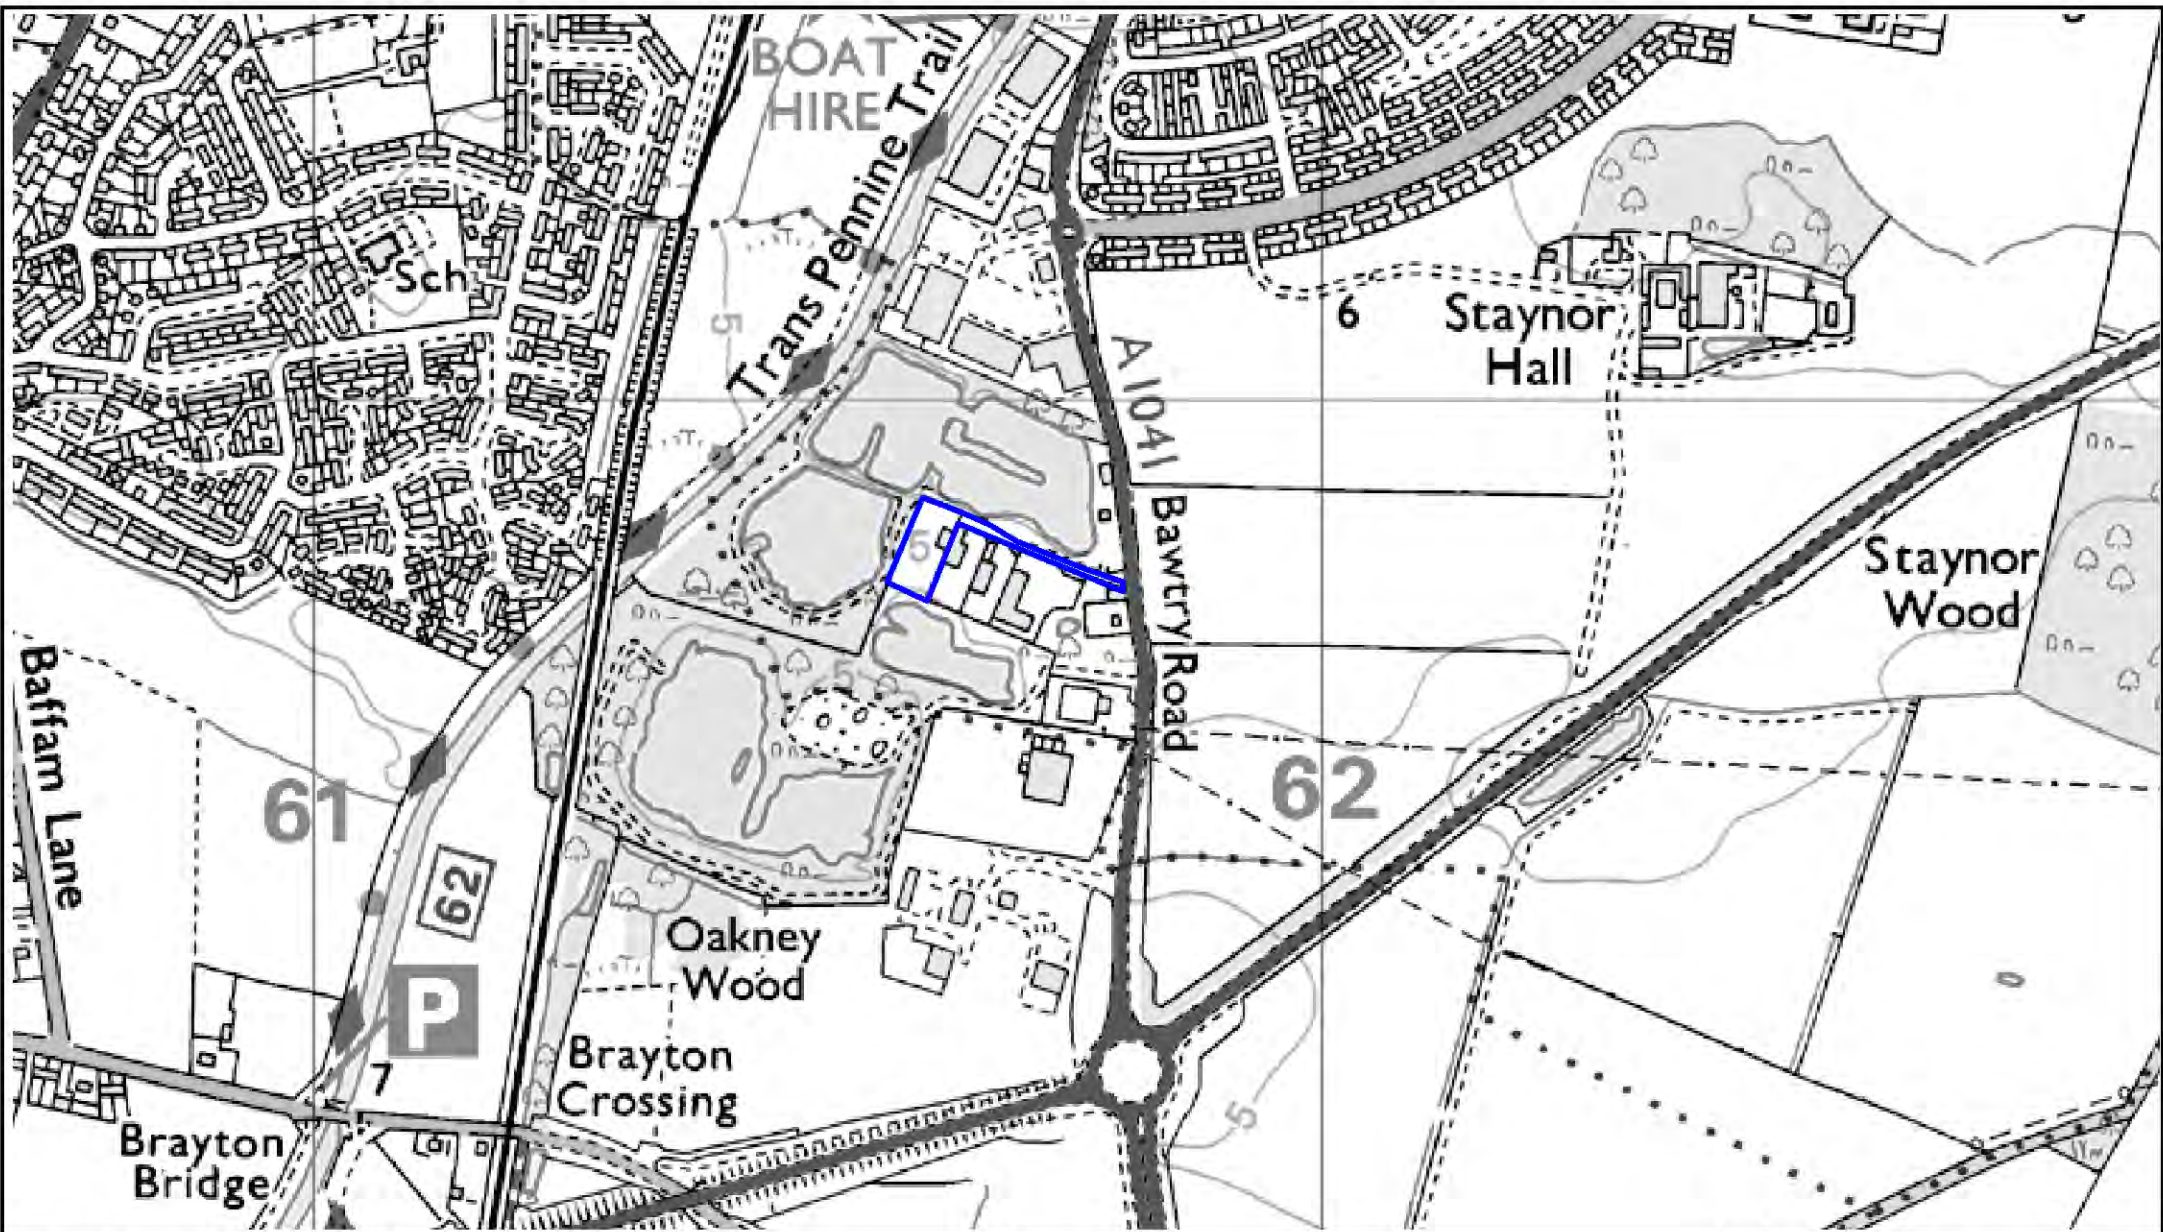 BOAT
HIRE
Trans Pennine Trail
Sch
5
6
Staynor
Hall
A1041
Bawtry Road
5
Staynor
Wood
5
Baffam Lane
61
62
62
Oakney
Wood
P
7
Brayton
Crossing
5
Brayton
Bridge